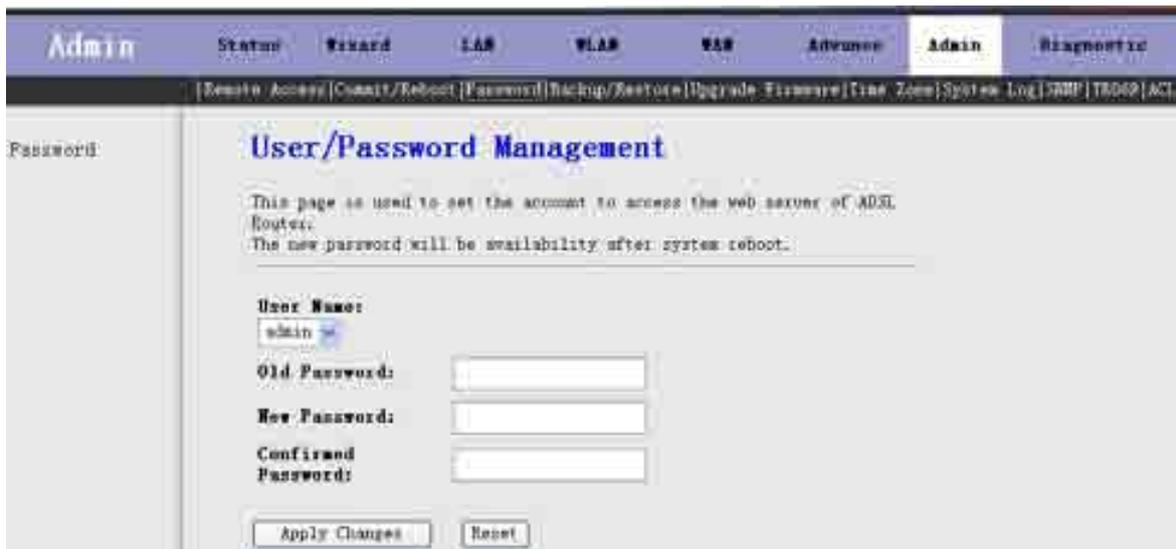 Admin
Status Wizard LAN WLAN WAN Advance Admin Diagnostic
|Remote Access|Commit/Reboot|Password|Backup/Restore|Upgrade Firmware|Time Zone|System Log|SNMP|TR069|ACL
Password
User/Password Management
This page is used to set the account to access the web server of ADSL
Router.
The new password will be availability after system reboot.
User Name:
admin
Old Password:
New Password:
Confirmed
Password:
Apply Changes Reset